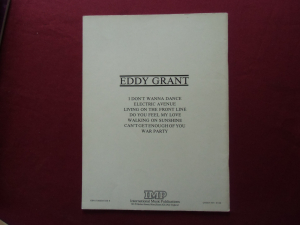 EDDY GRANT
I DON'T WANNA DANCE
ELECTRIC AVENUE
LIVING ON THE FRONT LINE
DO YOU FEEL MY LOVE
WALKING ON SUNSHINE
CAN'T GET ENOUGH OF YOU
WAR PARTY
IMP
International Music Publications